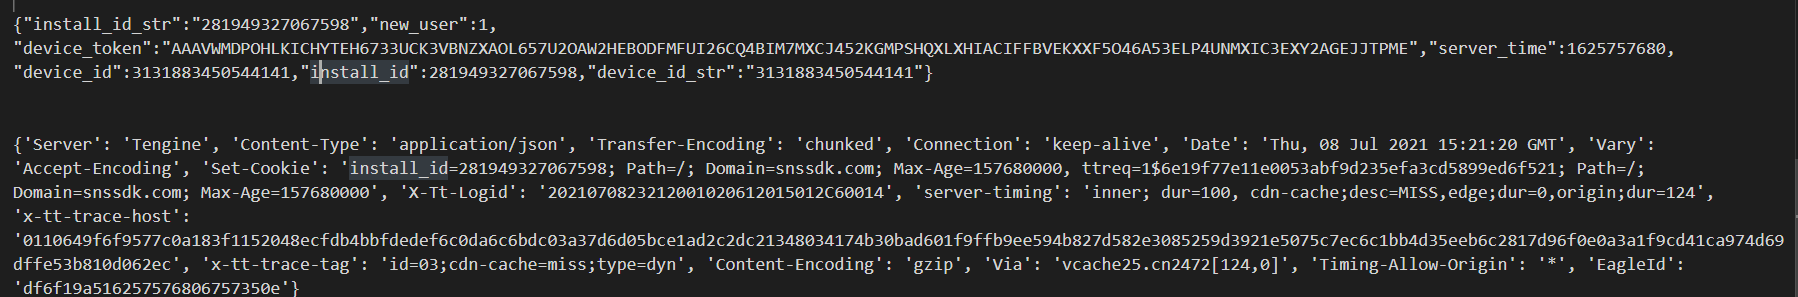 {"install_id_str":"281949327067598","new_user":1,
"device_token":"AAAVWMDPOHLKICHYTEH6733UCK3VBNZXAOL657U2OAW2HEBODFMFUI26CQ4BIM7MXCJ452KGMPSHQXLXHIACIFFBVEKXXF5O46A53ELP4UNMXIC3EXY2AGEJJTPME","server_time":1625757680,
"device_id":3131883450544141,"install_id":281949327067598,"device_id_str":"3131883450544141"}
{'Server': 'Tengine', 'Content-Type': 'application/json', 'Transfer-Encoding': 'chunked', 'Connection': 'keep-alive', 'Date': 'Thu, 08 Jul 2021 15:21:20 GMT', 'Vary':
'Accept-Encoding', 'Set-Cookie': 'install_id=281949327067598; Path=/; Domain=snssdk.com; Max-Age=157680000, ttreq=1$6e19f77e11e0053abf9d235efa3cd5899ed6f521; Path=/;
Domain=snssdk.com; Max-Age=157680000', 'X-Tt-Logid': '202107082321200102061201​5012C60014', 'server-timing': 'inner; dur=100, cdn-cache;desc=MISS,edge;dur=0,origin;dur=124',
'x-tt-trace-host':
'0110649f6f9577c0a183f1152048ecfdb4bbfdedef6c0da6c6bdc03a37d6d05bce1ad2c2dc21348034174b30bad601f9ffb9ee594b827d582e3085259d3921e5075c7ec6c1bb4d35eeb6c2817d96f0e0a3a1f9cd41ca974d69
dffe53b810d062ec', 'x-tt-trace-tag': 'id=03;cdn-cache=miss;type=dyn', 'Content-Encoding': 'gzip', 'Via': 'vcache25.cn2472[124,0]', 'Timing-Allow-Origin': '*', 'EagleId':
'df6f19a516257576806757350e'}